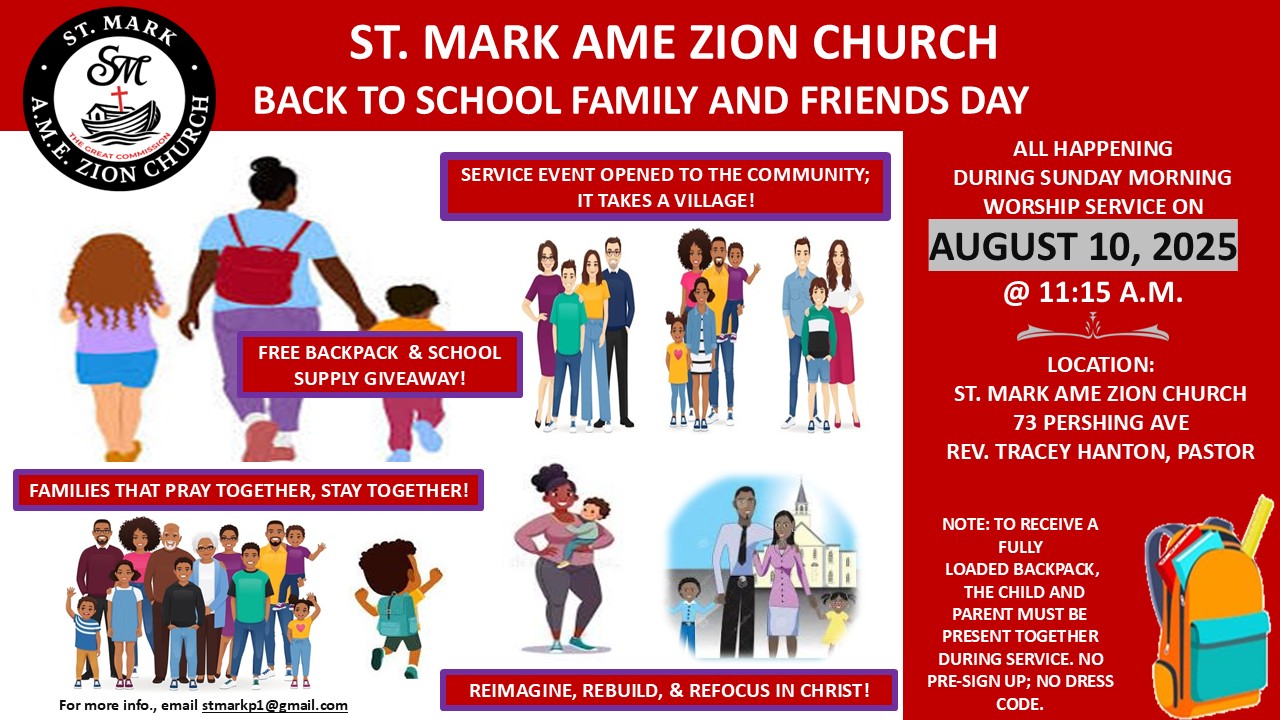 ST. MARK
A.M.E. ZION CHURCH
SM
THE GREAT COMMISSION
ST. MARK AME ZION CHURCH
BACK TO SCHOOL FAMILY AND FRIENDS DAY
SERVICE EVENT OPENED TO THE COMMUNITY;
IT TAKES A VILLAGE!
FREE BACKPACK & SCHOOL
SUPPLY GIVEAWAY!
FAMILIES THAT PRAY TOGETHER, STAY TOGETHER!
REIMAGINE, REBUILD, & REFOCUS IN CHRIST!
For more info., email stmarkp1@gmail.com
ALL HAPPENING
DURING SUNDAY MORNING
WORSHIP SERVICE ON
AUGUST 10, 2025
@ 11:15 A.M.
LOCATION:
ST. MARK AME ZION CHURCH
73 PERSHING AVE
REV. TRACEY HANTON, PASTOR
NOTE: TO RECEIVE A
FULLY
LOADED BACKPACK,
THE CHILD AND
PARENT MUST BE
PRESENT TOGETHER
DURING SERVICE. NO
PRE-SIGN UP; NO DRESS
CODE.